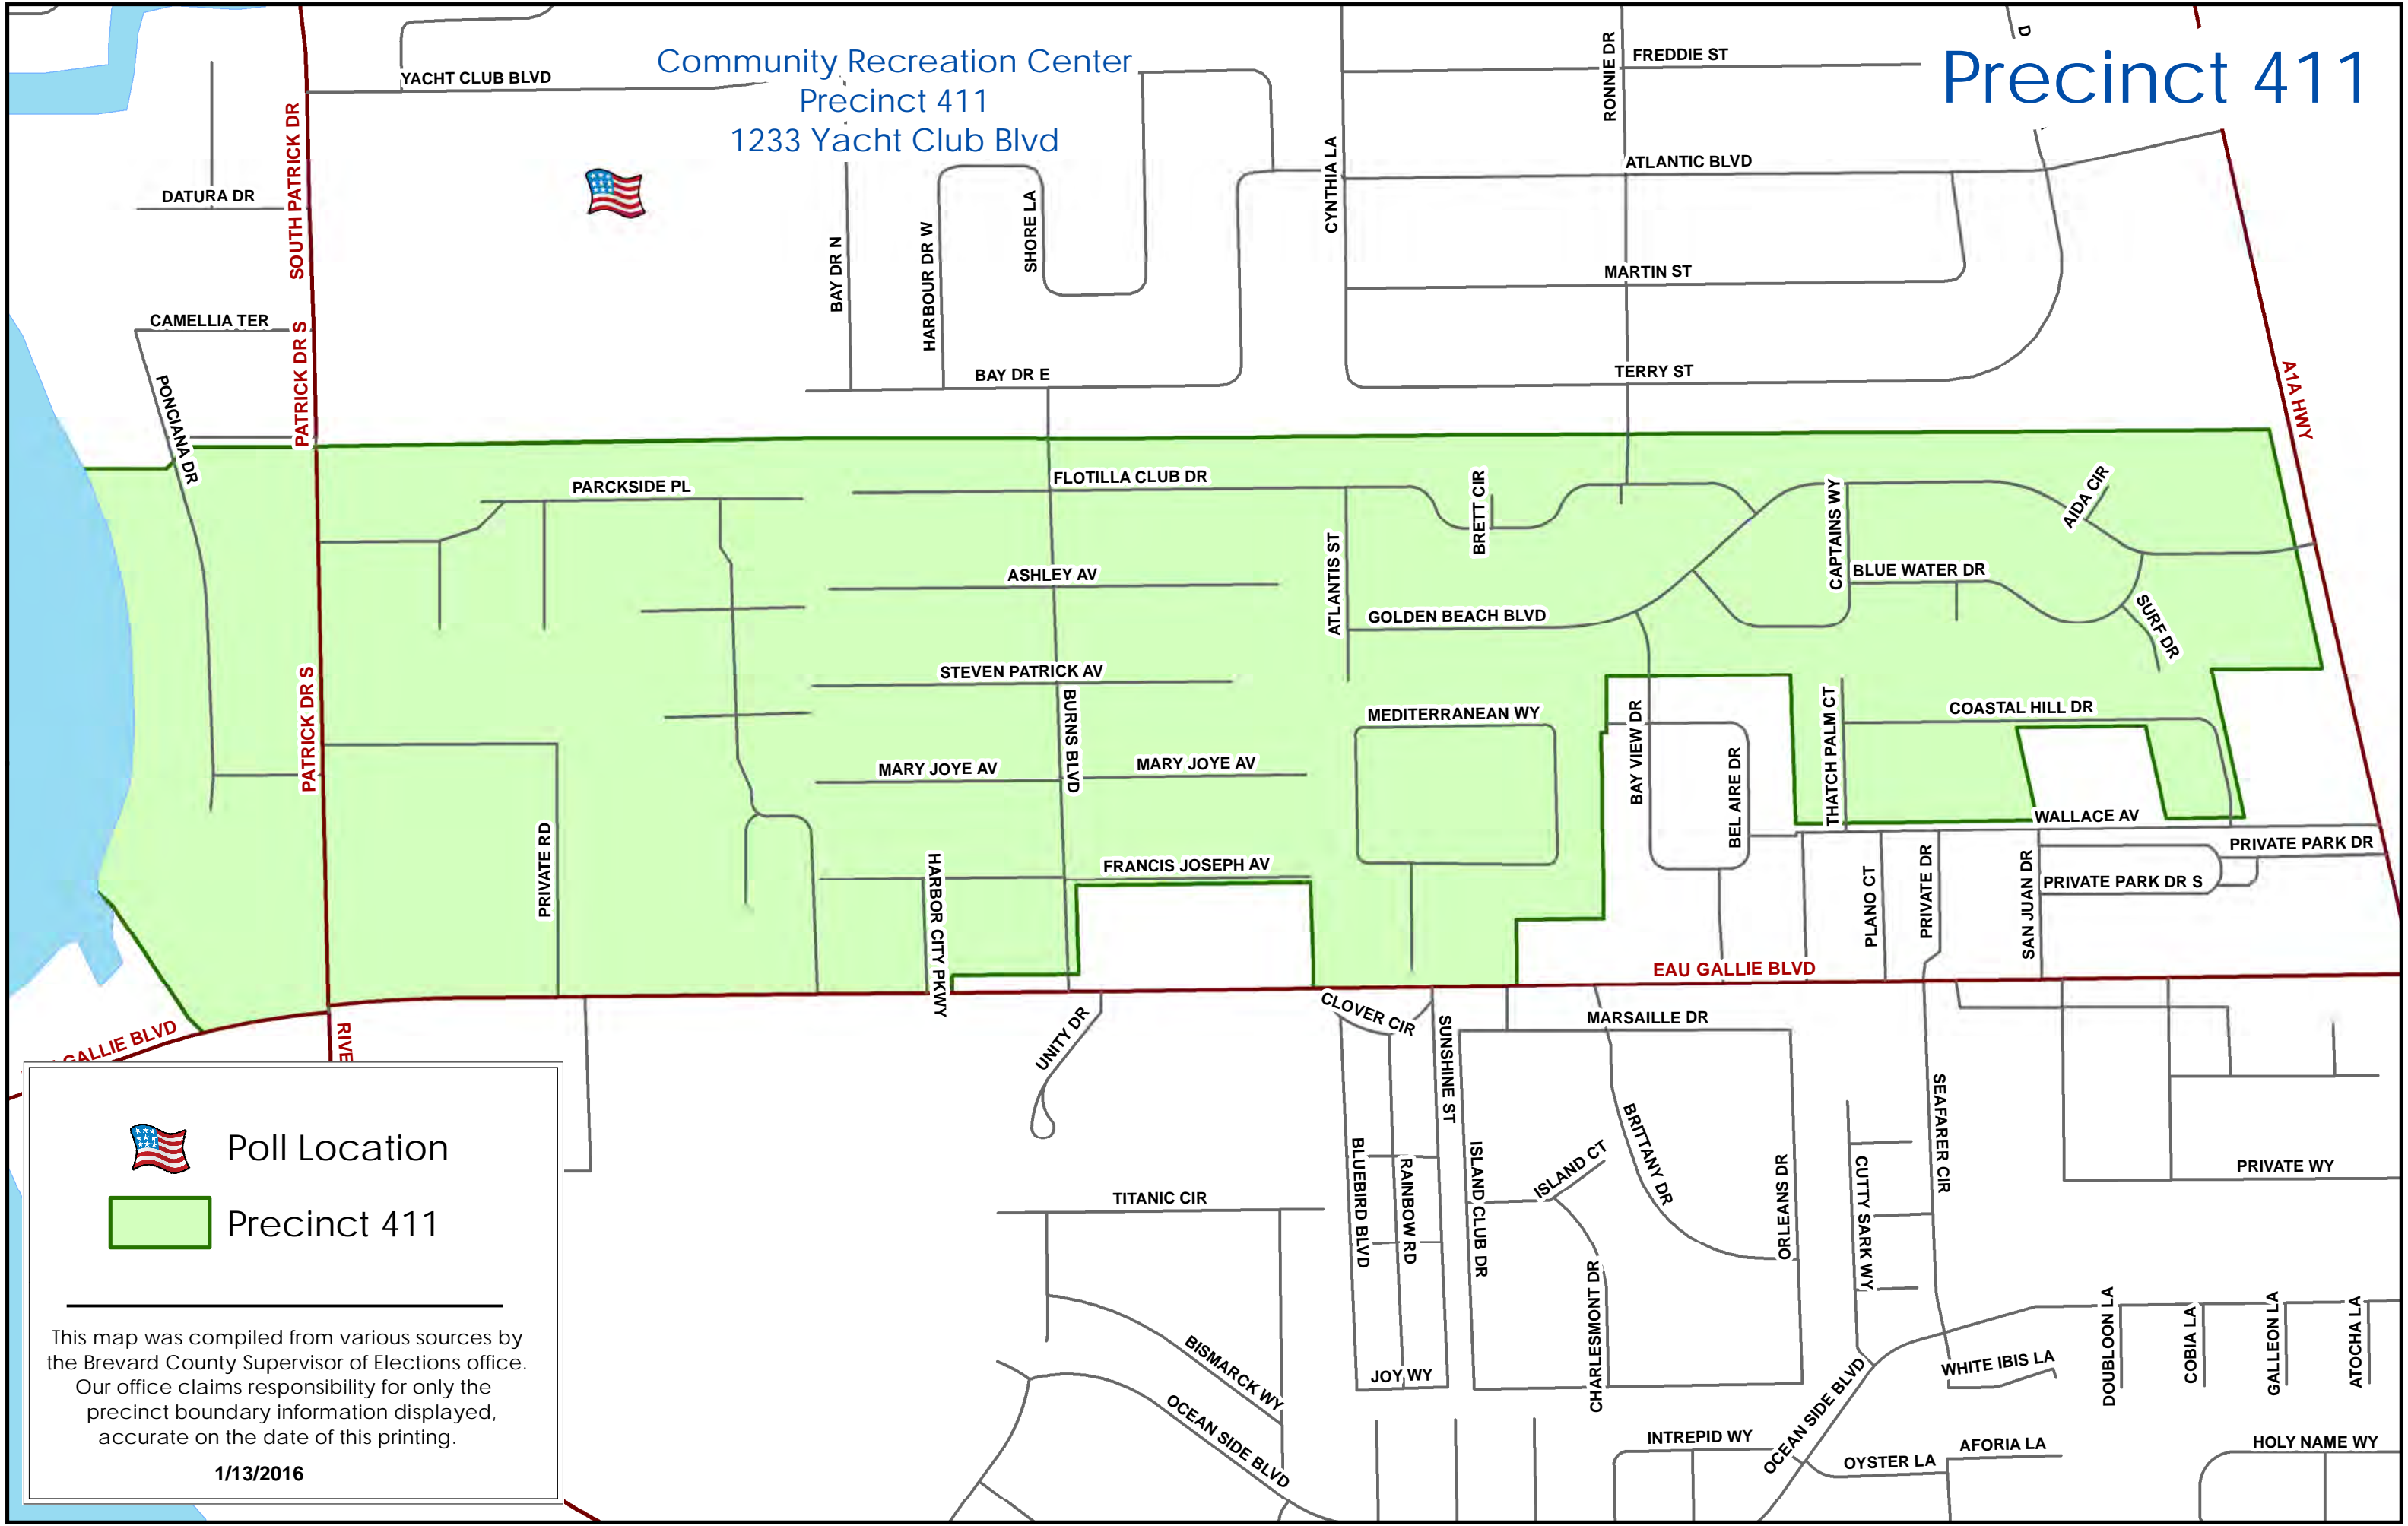 Precinct 411
Community Recreation Center
Precinct 411
1233 Yacht Club Blvd
YACHT CLUB BLVD
SOUTH PATRICK DR
DATURA DR
CAMELLIA TER
PATRICK DR S
PONCIANA DR
BAY DR N
HARBOUR DR W
SHORE LA
BAY DR E
CYNTHIA LA
RONNIE DR
FREDDIE ST
D
ATLANTIC BLVD
MARTIN ST
TERRY ST
A1A HWY
PARCKSIDE PL
FLOTILLA CLUB DR
BRETT CIR
CAPTAINS WY
AIDA CIR
ATLANTIS ST
ASHLEY AV
BLUE WATER DR
GOLDEN BEACH BLVD
SURF DR
STEVEN PATRICK AV
PATRICK DR S
BURNS BLVD
MEDITERRANEAN WY
BAY VIEW DR
BEL AIRE DR
THATCH PALM CT
COASTAL HILL DR
MARY JOYE AV
MARY JOYE AV
WALLACE AV
PRIVATE RD
HARBOR CITY PKWY
FRANCIS JOSEPH AV
PLANO CT
PRIVATE DR
SAN JUAN DR
PRIVATE PARK DR
PRIVATE PARK DR S
EAU GALLIE BLVD
GALLIE BLVD
RIVE
UNITY DR
CLOVER CIR
SUNSHINE ST
MARSAILLE DR
SEAFARER CIR
BLUEBIRD BLVD
RAINBOW RD
ISLAND CLUB DR
ISLAND CT
BRITTANY DR
ORLEANS DR
CUTTY SARK WY
PRIVATE WY
TITANIC CIR
CHARLESMONT DR
BISMARCK WY
JOY WY
OCEAN SIDE BLVD
OCEAN SIDE BLVD
WHITE IBIS LA
DOUBLOON LA
COBIA LA
GALLEON LA
ATOCHA LA
INTREPID WY
OYSTER LA
AFORIA LA
HOLY NAME WY
Poll Location
Precinct 411
This map was compiled from various sources by
the Brevard County Supervisor of Elections office.
Our office claims responsibility for only the
precinct boundary information displayed,
accurate on the date of this printing.
1/13/2016